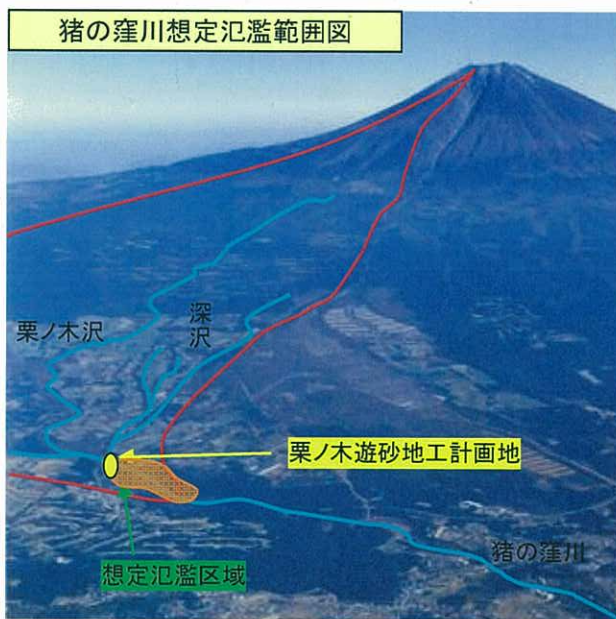 猪の窪川想定氾濫範囲図
栗ノ木沢
深沢
栗ノ木遊砂地工計画地
想定氾濫区域
猪の窪川